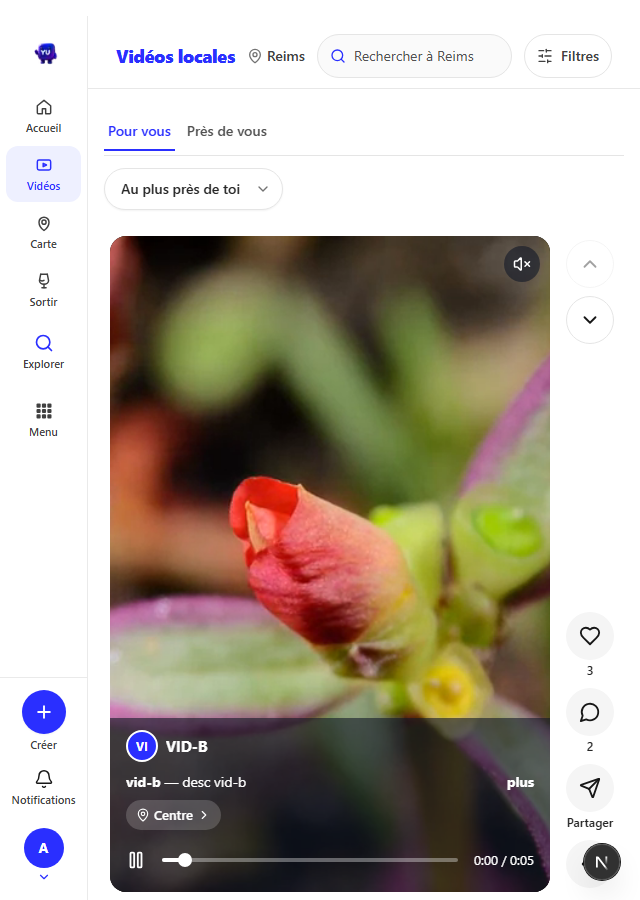 YU
Vidéos locales
Reims
Rechercher à Reims
Filtres
Accueil
Vidéos
Carte
Sortir
Explorer
Menu
Pour vous
Près de vous
Au plus près de toi
VI VID-B
vid-b — desc vid-b
plus
Centre
0:00 / 0:05
3
2
Partager
N
Créer
Notifications
A